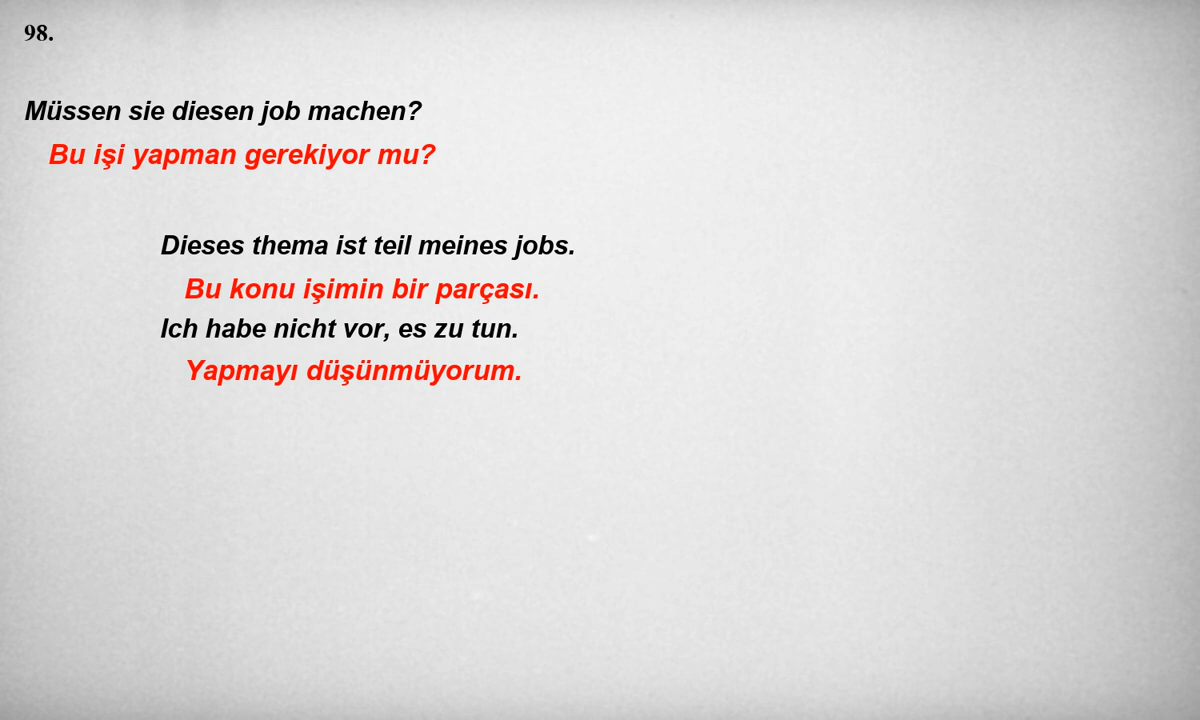 98.
Müssen sie diesen job machen?
Bu işi yapman gerekiyor mu?
Dieses thema ist teil meines jobs.
Bu konu işimin bir parçası.
Ich habe nicht vor, es zu tun.
Yapmayı düşünmüyorum.